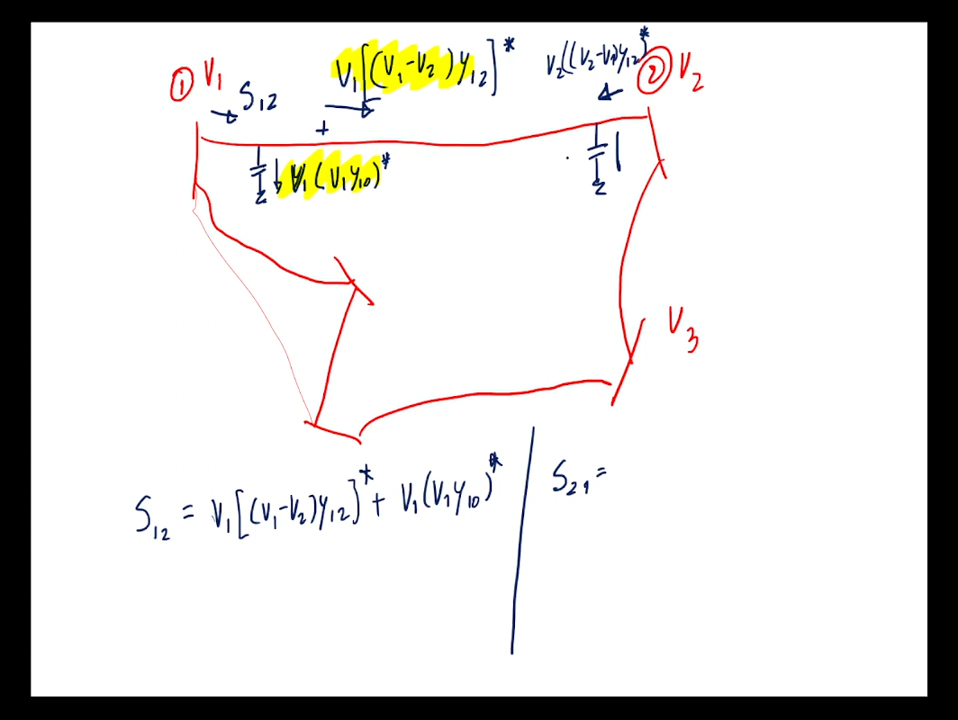 ① V₁
S₁₂
V₁[(V₁-V₂)y₁₂]*
V₂((V₂-V₁)y₁₂)*
② V₂
+
V₁(V₁y₁₀)*
V₃
S₁₂ = V₁[(V₁-V₂)y₁₂]* + V₁(V₁y₁₀)*
S₂₁ =